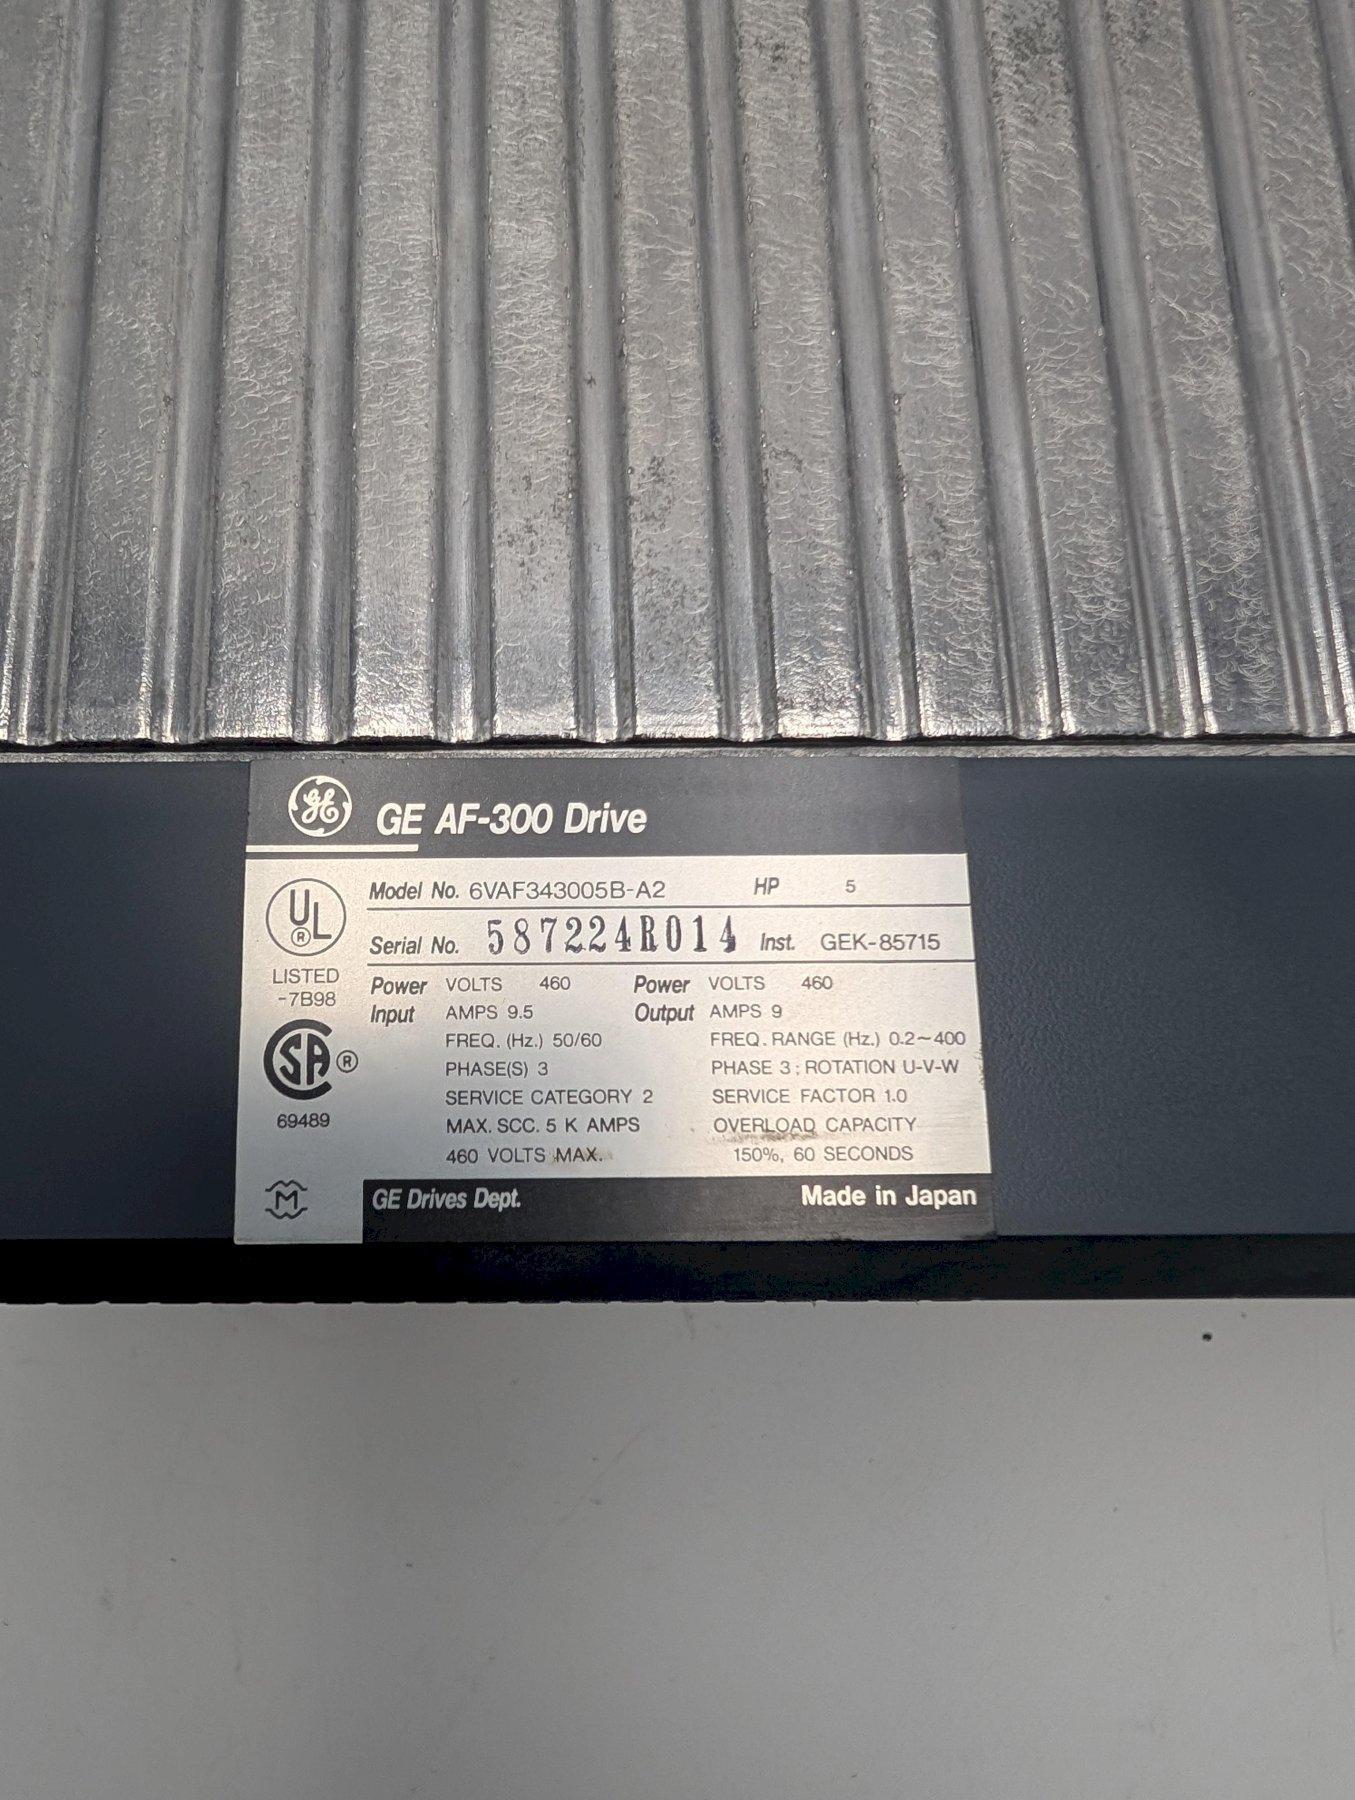 GE
GE AF-300 Drive
Model No. 6VAF343005B-A2 HP 5
Serial No. 587224R014 Inst. GEK-85715
UL
®
LISTED
-7B98
SA ®
69489
Power Input VOLTS 460
AMPS 9.5
FREQ. (Hz.) 50/60
PHASE(S) 3
SERVICE CATEGORY 2
MAX. SCC. 5 K AMPS
460 VOLTS MAX.
Power Output VOLTS 460
AMPS 9
FREQ. RANGE (Hz.) 0.2~400
PHASE 3 : ROTATION U-V-W
SERVICE FACTOR 1.0
OVERLOAD CAPACITY
150%, 60 SECONDS
M
GE Drives Dept. Made in Japan